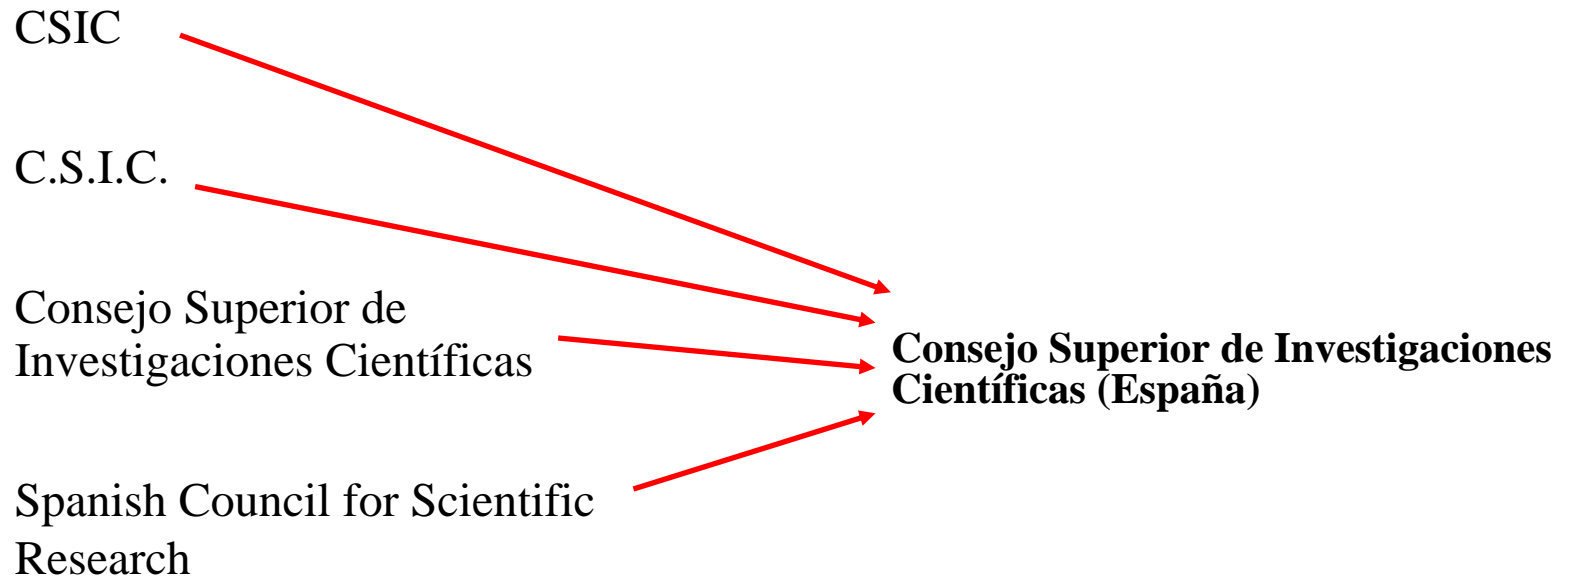 CSIC
C.S.I.C.
Consejo Superior de
Investigaciones Científicas
Consejo Superior de Investigaciones
Científicas (España)
Spanish Council for Scientific
Research